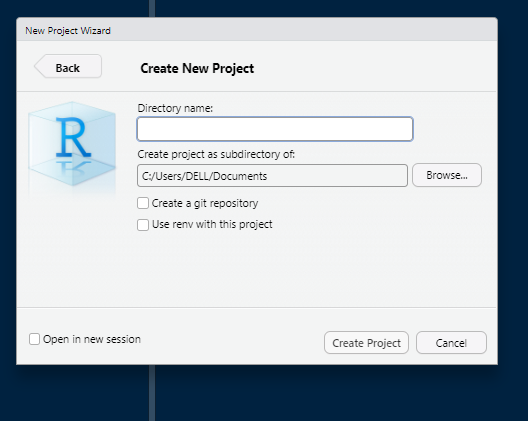 New Project Wizard
Back
Create New Project
R
Directory name:
Create project as subdirectory of:
C:/Users/DELL/Documents
Browse...
Create a git repository
Use renv with this project
Open in new session
Create Project
Cancel